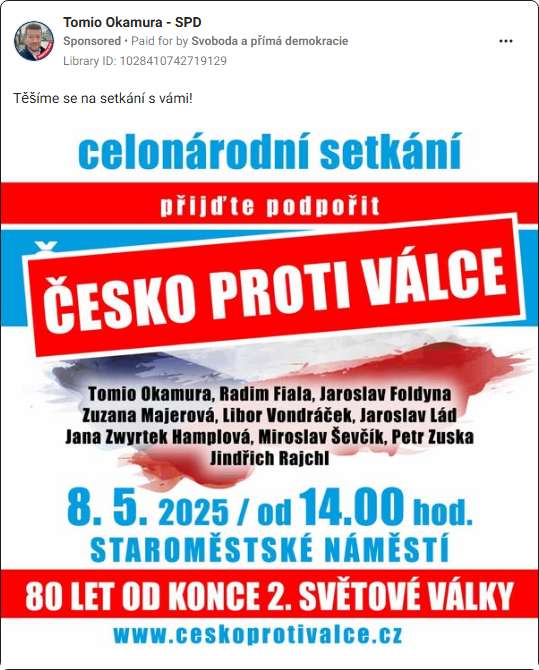 Tomio Okamura - SPD
Sponsored • Paid for by Svoboda a přímá demokracie
Library ID: 1028410742719129
Těšíme se na setkání s vámi!
celonárodní setkání
přijďte podpořit
ČESKO PROTI VÁLCE
Tomio Okamura, Radim Fiala, Jaroslav Foldyna
Zuzana Majerová, Libor Vondráček, Jaroslav Lád
Jana Zwyrtek Hamplová, Miroslav Ševčík, Petr Zuska
Jindřich Rajchl
8. 5. 2025 / od 14.00 hod.
STAROMĚSTSKÉ NÁMĚSTÍ
80 LET OD KONCE 2. SVĚTOVÉ VÁLKY
www.ceskoprotivalce.cz